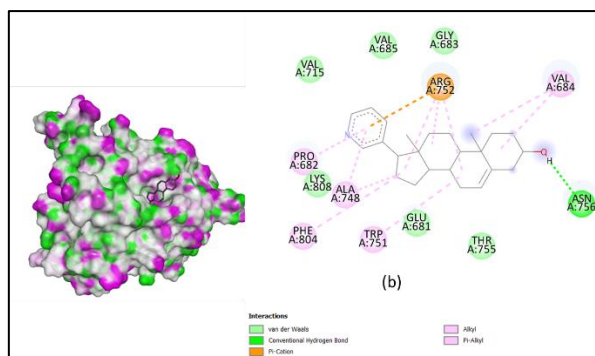 VAL
A:715
VAL
A:685
GLY
A:683
ARG
A:752
VAL
A:684
PRO
A:682
LYS
A:808
ALA
A:748
PHE
A:804
TRP
A:751
GLU
A:681
THR
A:755
ASN
A:756
N
O
H
(b)
Interactions
van der Waals
Conventional Hydrogen Bond
Pi-Cation
Alkyl
Pi-Alkyl